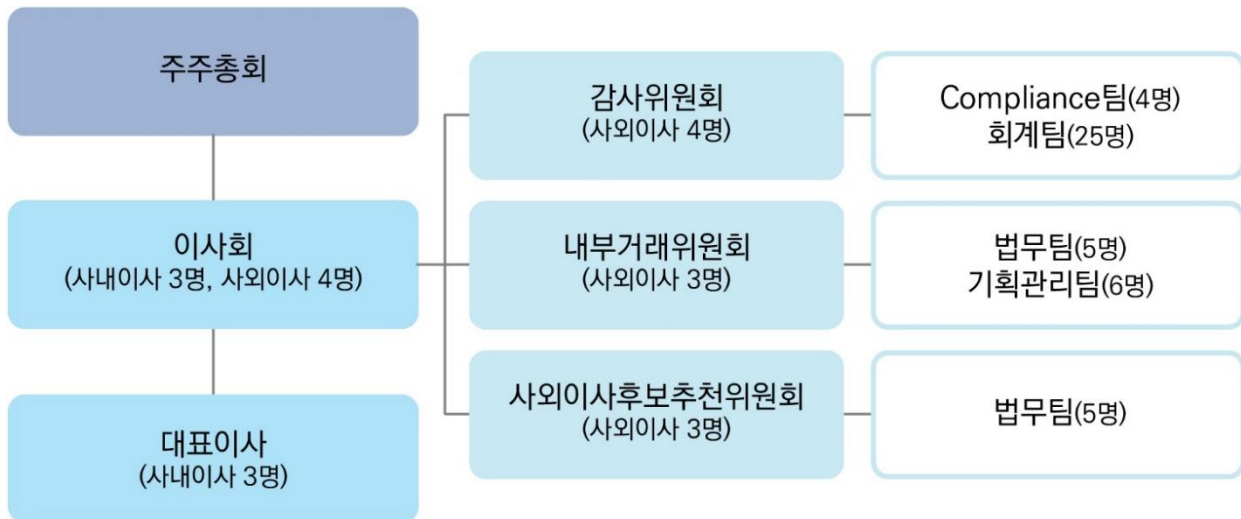 주주총회
이사회
(사내이사 3명, 사외이사 4명)
대표이사
(사내이사 3명)
감사위원회
(사외이사 4명)
Compliance팀(4명)
회계팀(25명)
내부거래위원회
(사외이사 3명)
법무팀(5명)
기획관리팀(6명)
사외이사후보추천위원회
(사외이사 3명)
법무팀(5명)